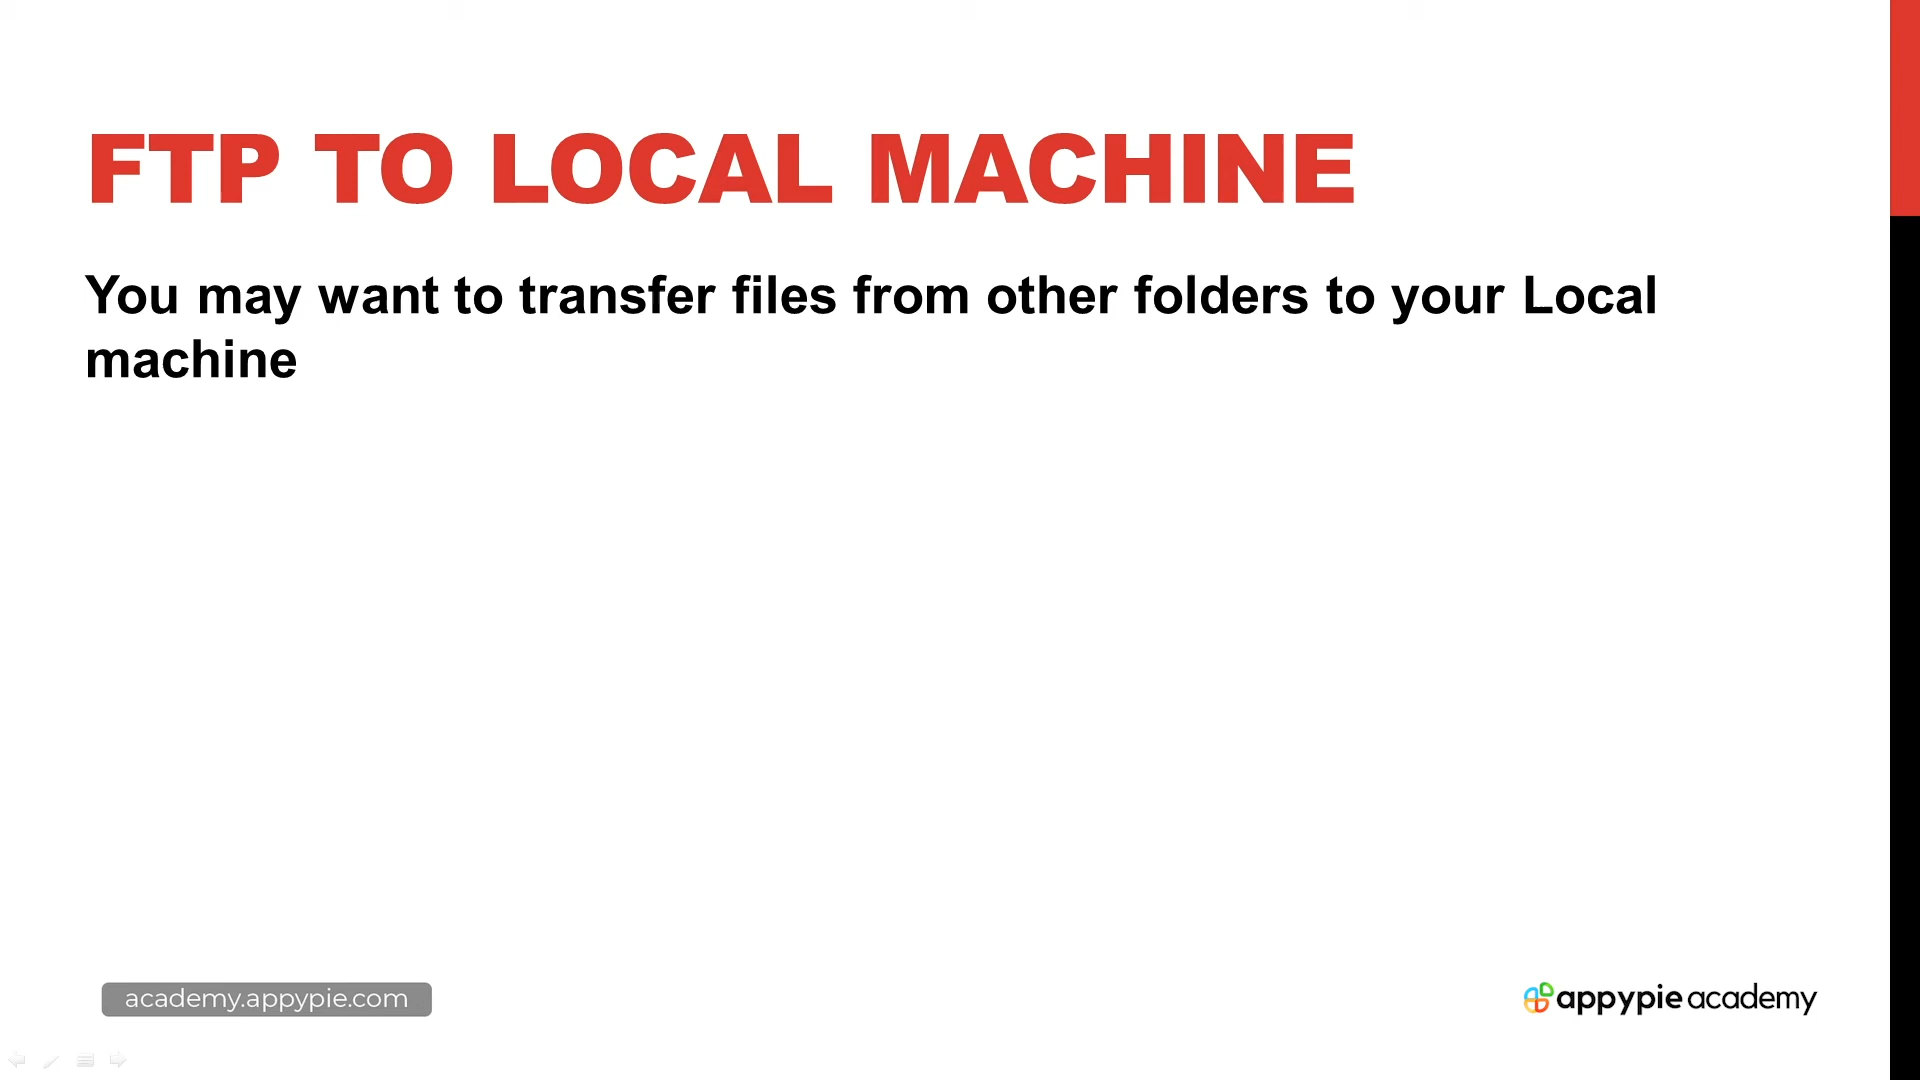 FTP TO LOCAL MACHINE
You may want to transfer files from other folders to your Local
machine
academy.appypie.com
appypie academy